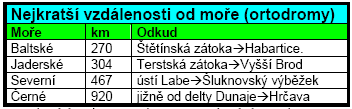 Nejkratší vzdálenosti od moře (ortodromy)
Moře km Odkud
Baltské 270 Štětínská zátoka→Habartice.
Jaderské 304 Terstská zátoka→Vyšší Brod
Severní 467 ústí Labe→Šluknovský výběžek
Černé 920 jižně od delty Dunaje→Hrčava